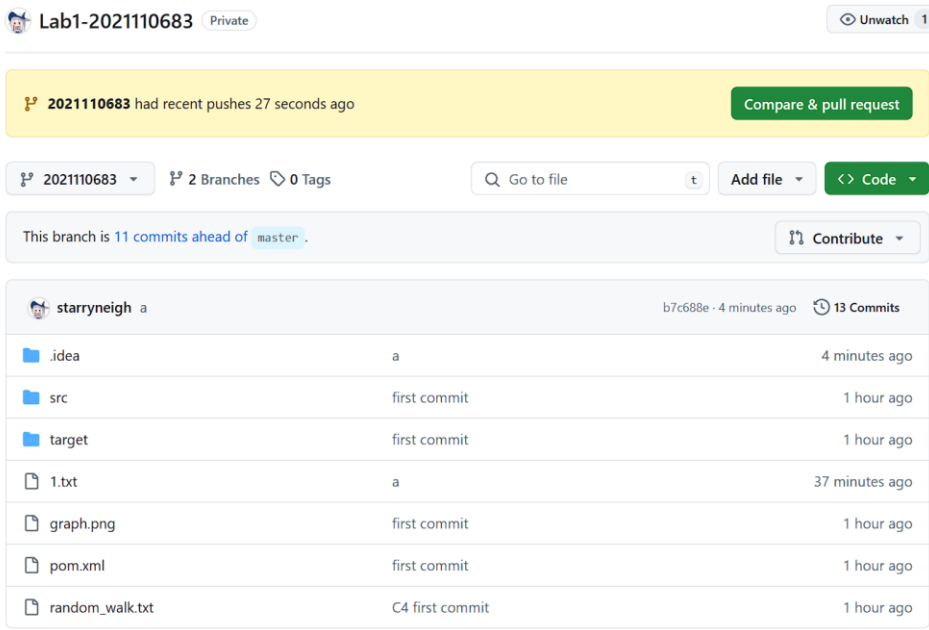 Lab1-2021110683 Private Unwatch 1
2021110683 had recent pushes 27 seconds ago Compare & pull request
2021110683 2 Branches 0 Tags Go to file t Add file <> Code
This branch is 11 commits ahead of master .
Contribute
starryneigh a b7c688e · 4 minutes ago 13 Commits
.idea a 4 minutes ago
src first commit 1 hour ago
target first commit 1 hour ago
1.txt a 37 minutes ago
graph.png first commit 1 hour ago
pom.xml first commit 1 hour ago
random_walk.txt C4 first commit 1 hour ago